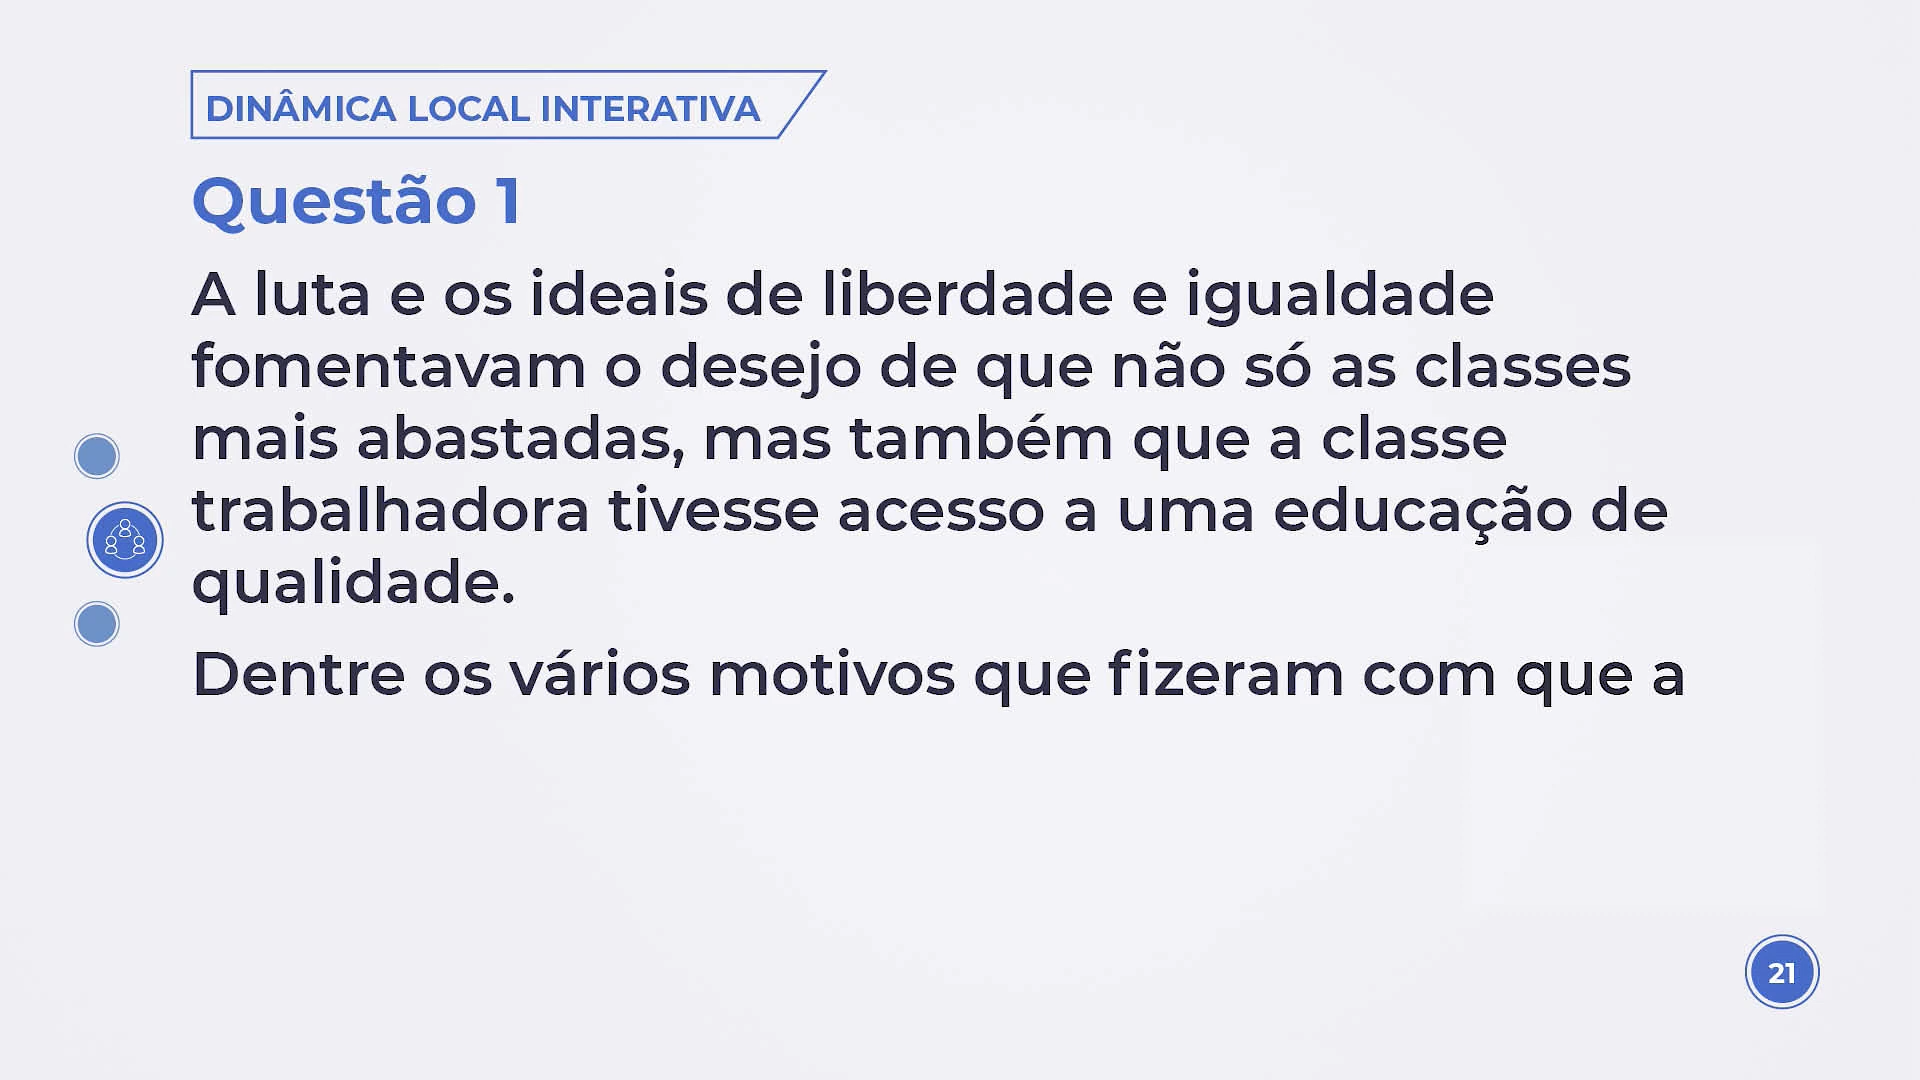 DINÂMICA LOCAL INTERATIVA
Questão 1
A luta e os ideais de liberdade e igualdade
fomentavam o desejo de que não só as classes
mais abastadas, mas também que a classe
trabalhadora tivesse acesso a uma educação de
qualidade.
Dentre os vários motivos que fizeram com que a
21